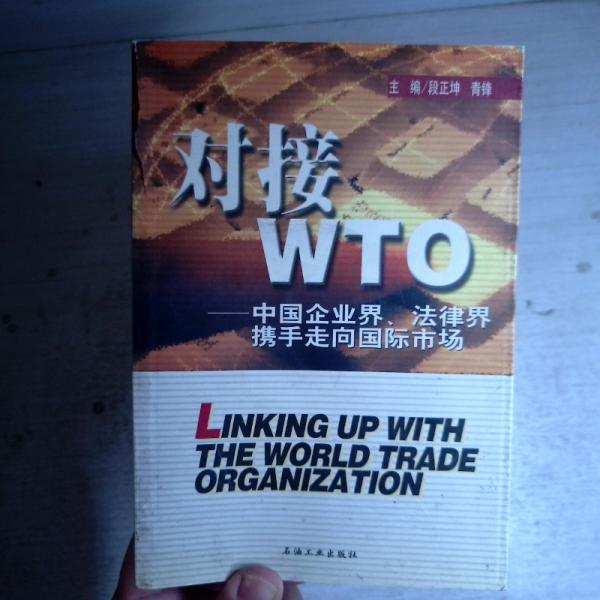 主 编/段正坤 青锋
对接
WTO
——中国企业界、法律界
携手走向国际市场
LINKING UP WITH
THE WORLD TRADE
ORGANIZATION
石油工业出版社